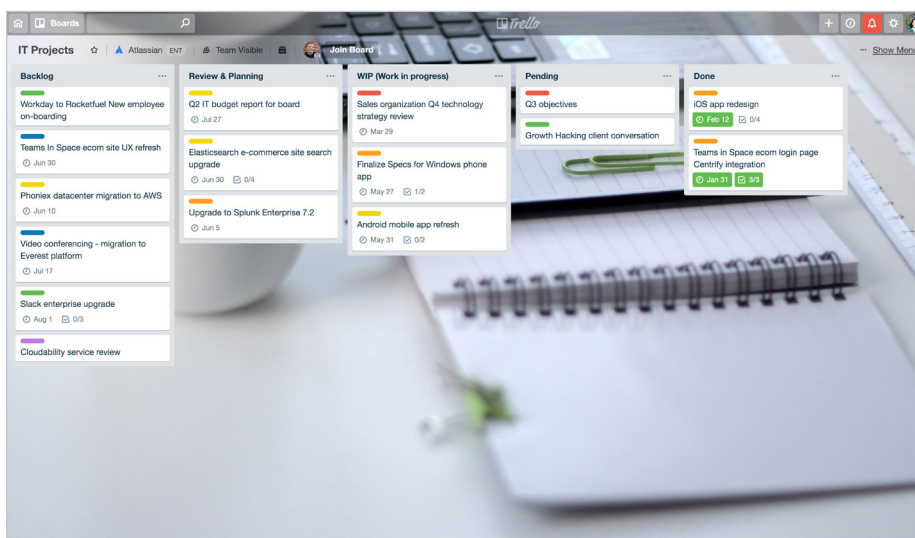 Boards
Trello
IT Projects
Atlassian ENT
Team Visible
Join Board
... Show Menu
Backlog ...
Workday to Rocketfuel New employee
on-boarding
Teams In Space ecom site UX refresh
Jun 30
Phoniex datacenter migration to AWS
Jun 10
Video conferencing - migration to
Everest platform
Jul 17
Slack enterprise upgrade
Aug 1 0/3
Cloudability service review
Review & Planning ...
Q2 IT budget report for board
Jul 27
Elasticsearch e-commerce site search
upgrade
Jun 30 0/4
Upgrade to Splunk Enterprise 7.2
Jun 5
WIP (Work in progress) ...
Sales organization Q4 technology
strategy review
Mar 29
Finalize Specs for Windows phone
app
May 27 1/2
Android mobile app refresh
May 31 0/2
Pending ...
Q3 objectives
Growth Hacking client conversation
Done ...
iOS app redesign
Feb 12 0/4
Teams in Space ecom login page
Centrify integration
Jan 31 3/3